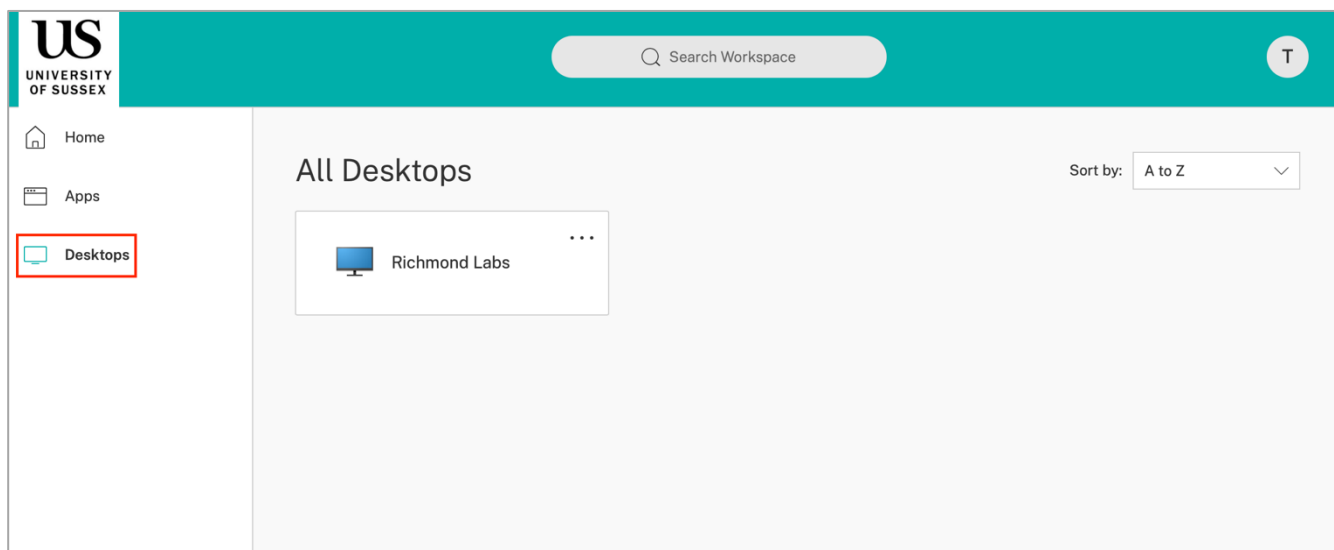 US
UNIVERSITY
OF SUSSEX
Search Workspace
T
Home
Apps
Desktops
All Desktops
Sort by: A to Z
Richmond Labs